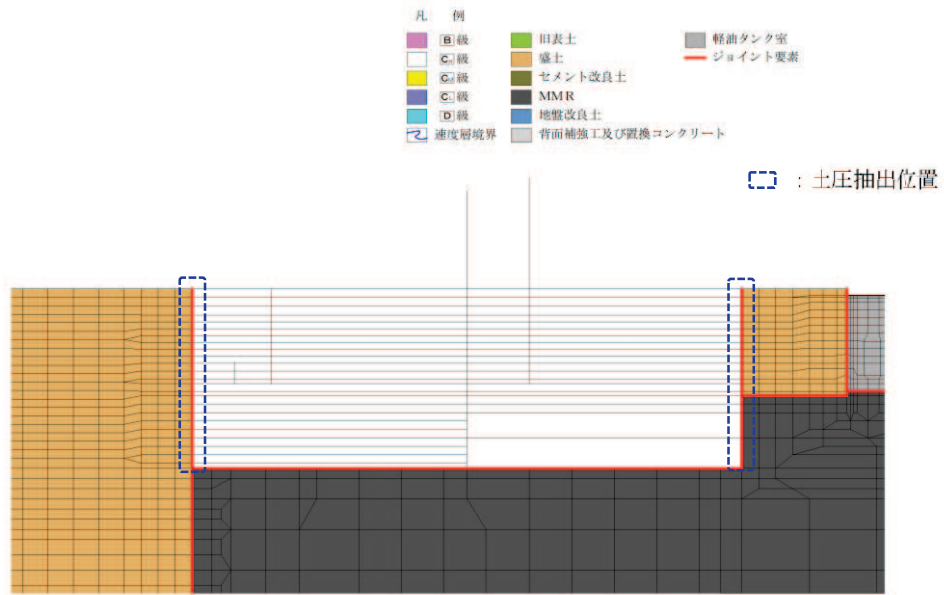 凡 例
B 級
CH 級
CM 級
CL 級
D 級
速度層境界
旧表土
盛土
セメント改良土
MMR
地盤改良土
背面補強工及び置換コンクリート
軽油タンク室
ジョイント要素
：土圧抽出位置